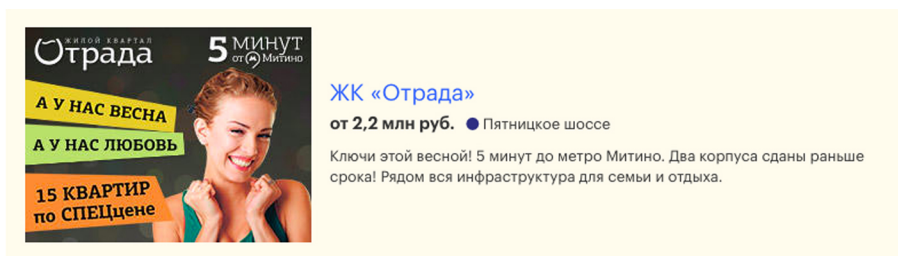 ЖИЛОЙ КВАРТАЛ
Отрада
5 МИНУТ
от М Митино
А У НАС ВЕСНА
А У НАС ЛЮБОВЬ
15 КВАРТИР
по СПЕЦцене
ЖК «Отрада»
от 2,2 млн руб. Пятницкое шоссе
Ключи этой весной! 5 минут до метро Митино. Два корпуса сданы раньше
срока! Рядом вся инфраструктура для семьи и отдыха.